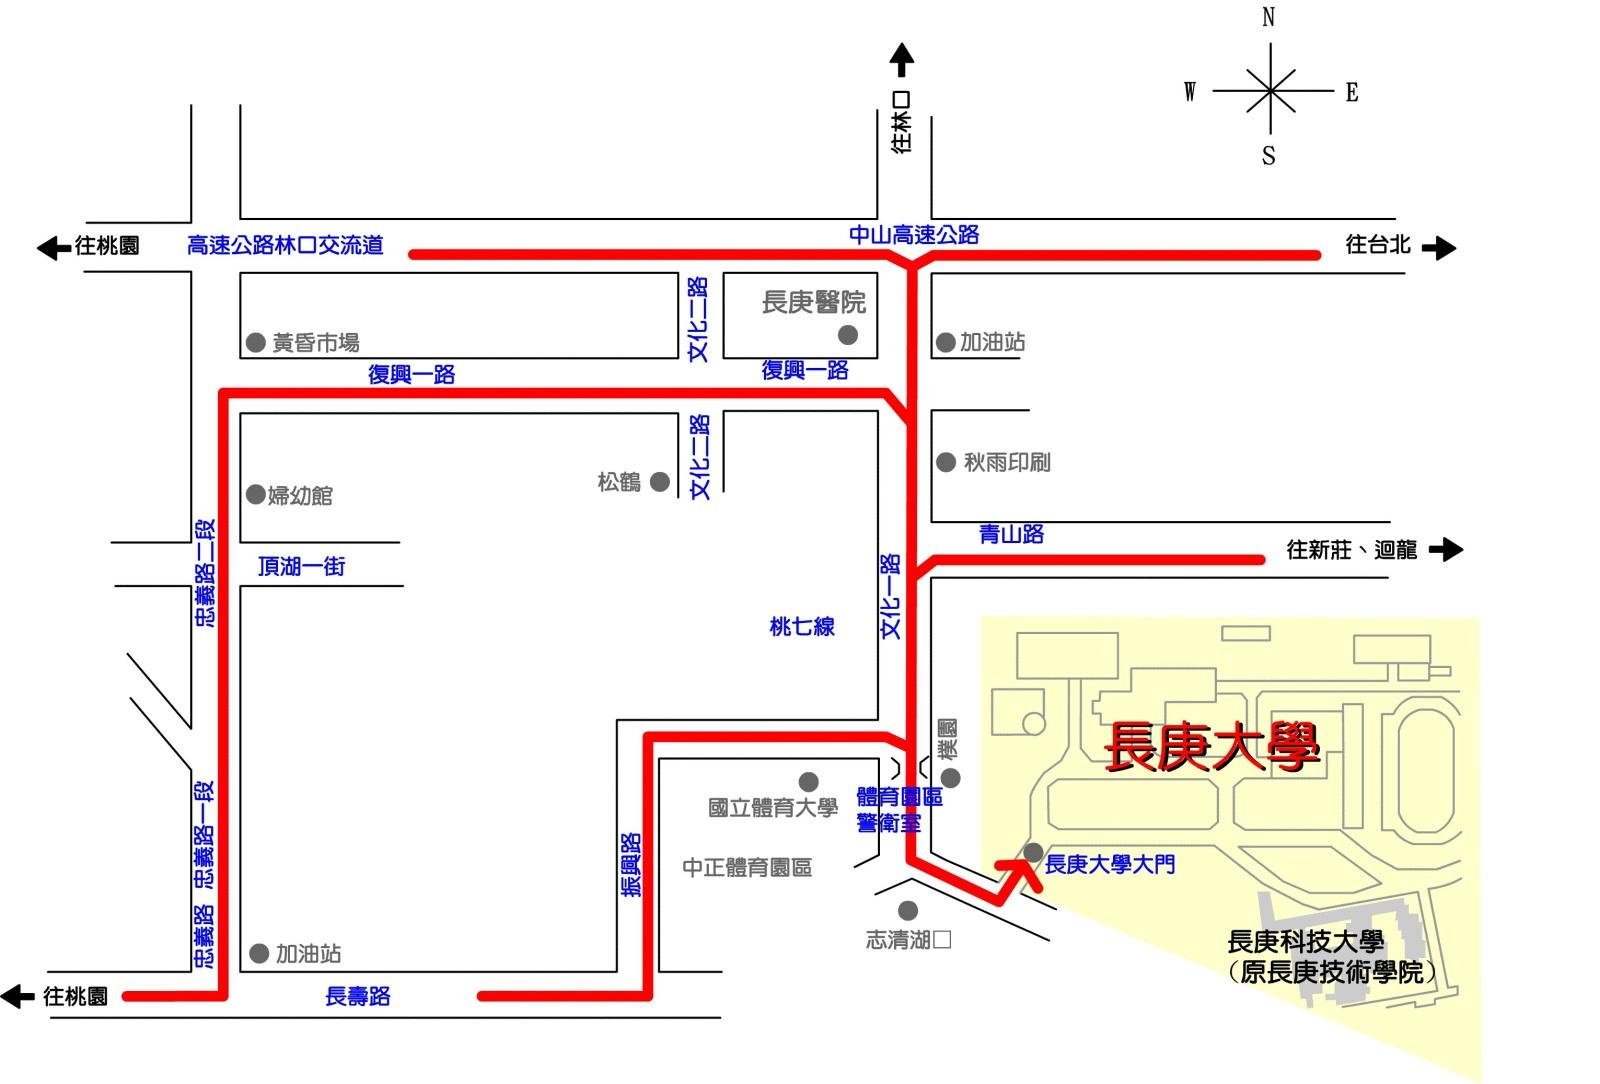 N
W
E
S
往林口
往桃園
高速公路林口交流道
中山高速公路
往台北
文化二路
長庚醫院
黃昏市場
加油站
復興一路
復興一路
文化二路
秋雨印刷
婦幼館
松鶴
忠義路二段
頂湖一街
青山路
往新莊、迴龍
文化一路
桃七線
長庚大學
樸園
國立體育大學
體育園區
警衛室
忠義路一段
振興路
中正體育園區
長庚大學大門
忠義路
志清湖□
加油站
長庚科技大學
(原長庚技術學院)
往桃園
長壽路